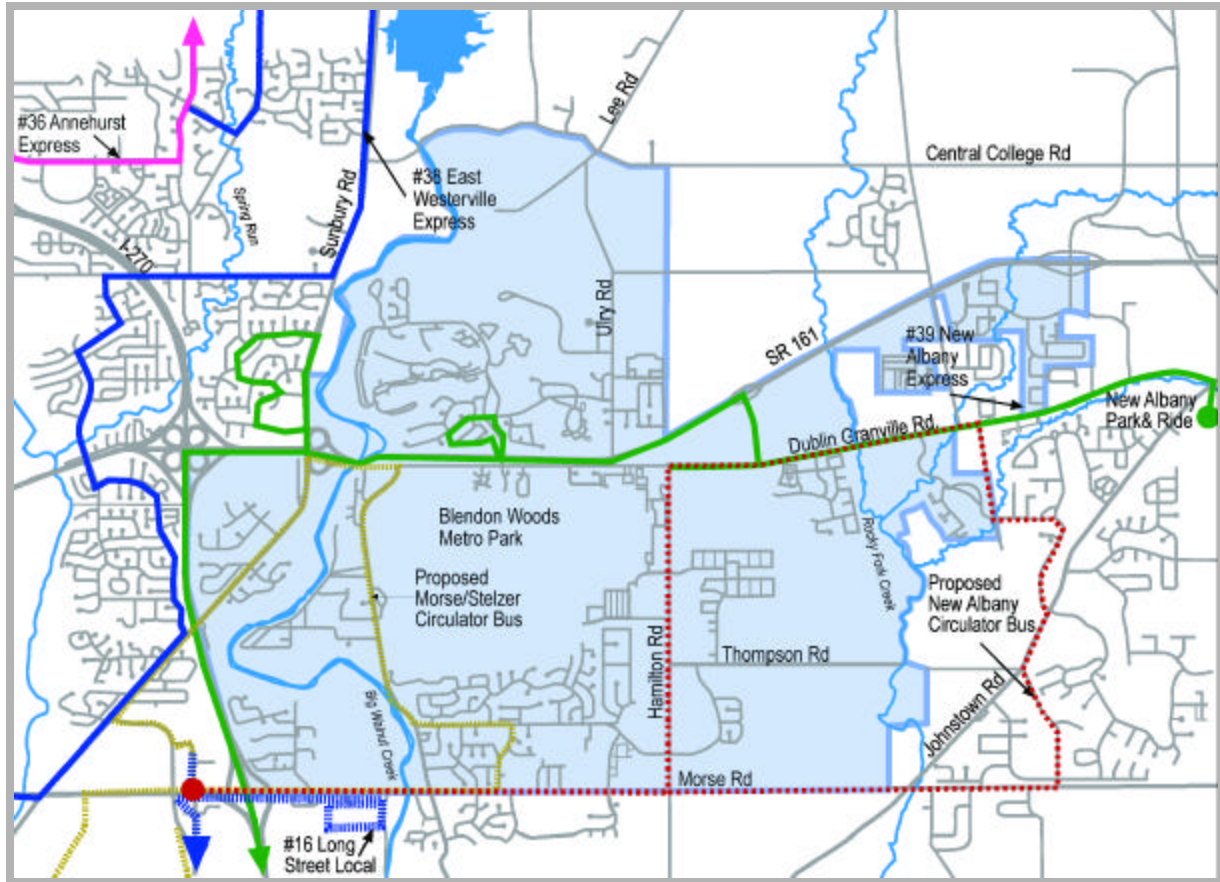 #36 Annehurst
Express
Lee Rd
Central College Rd
#38 East
Westerville
Express
Spring Run
Sunbury Rd
I-270
Ulry Rd
SR 161
#39 New
Albany
Express
New Albany
Park& Ride
Dublin Granville Rd
Blendon Woods
Metro Park
Proposed
Morse/Stelzer
Circulator Bus
Rocky Fork Creek
Proposed
New Albany
Circulator Bus
Hamilton Rd
Thompson Rd
Big Walnut Creek
Johnstown Rd
Morse Rd
#16 Long
Street Local